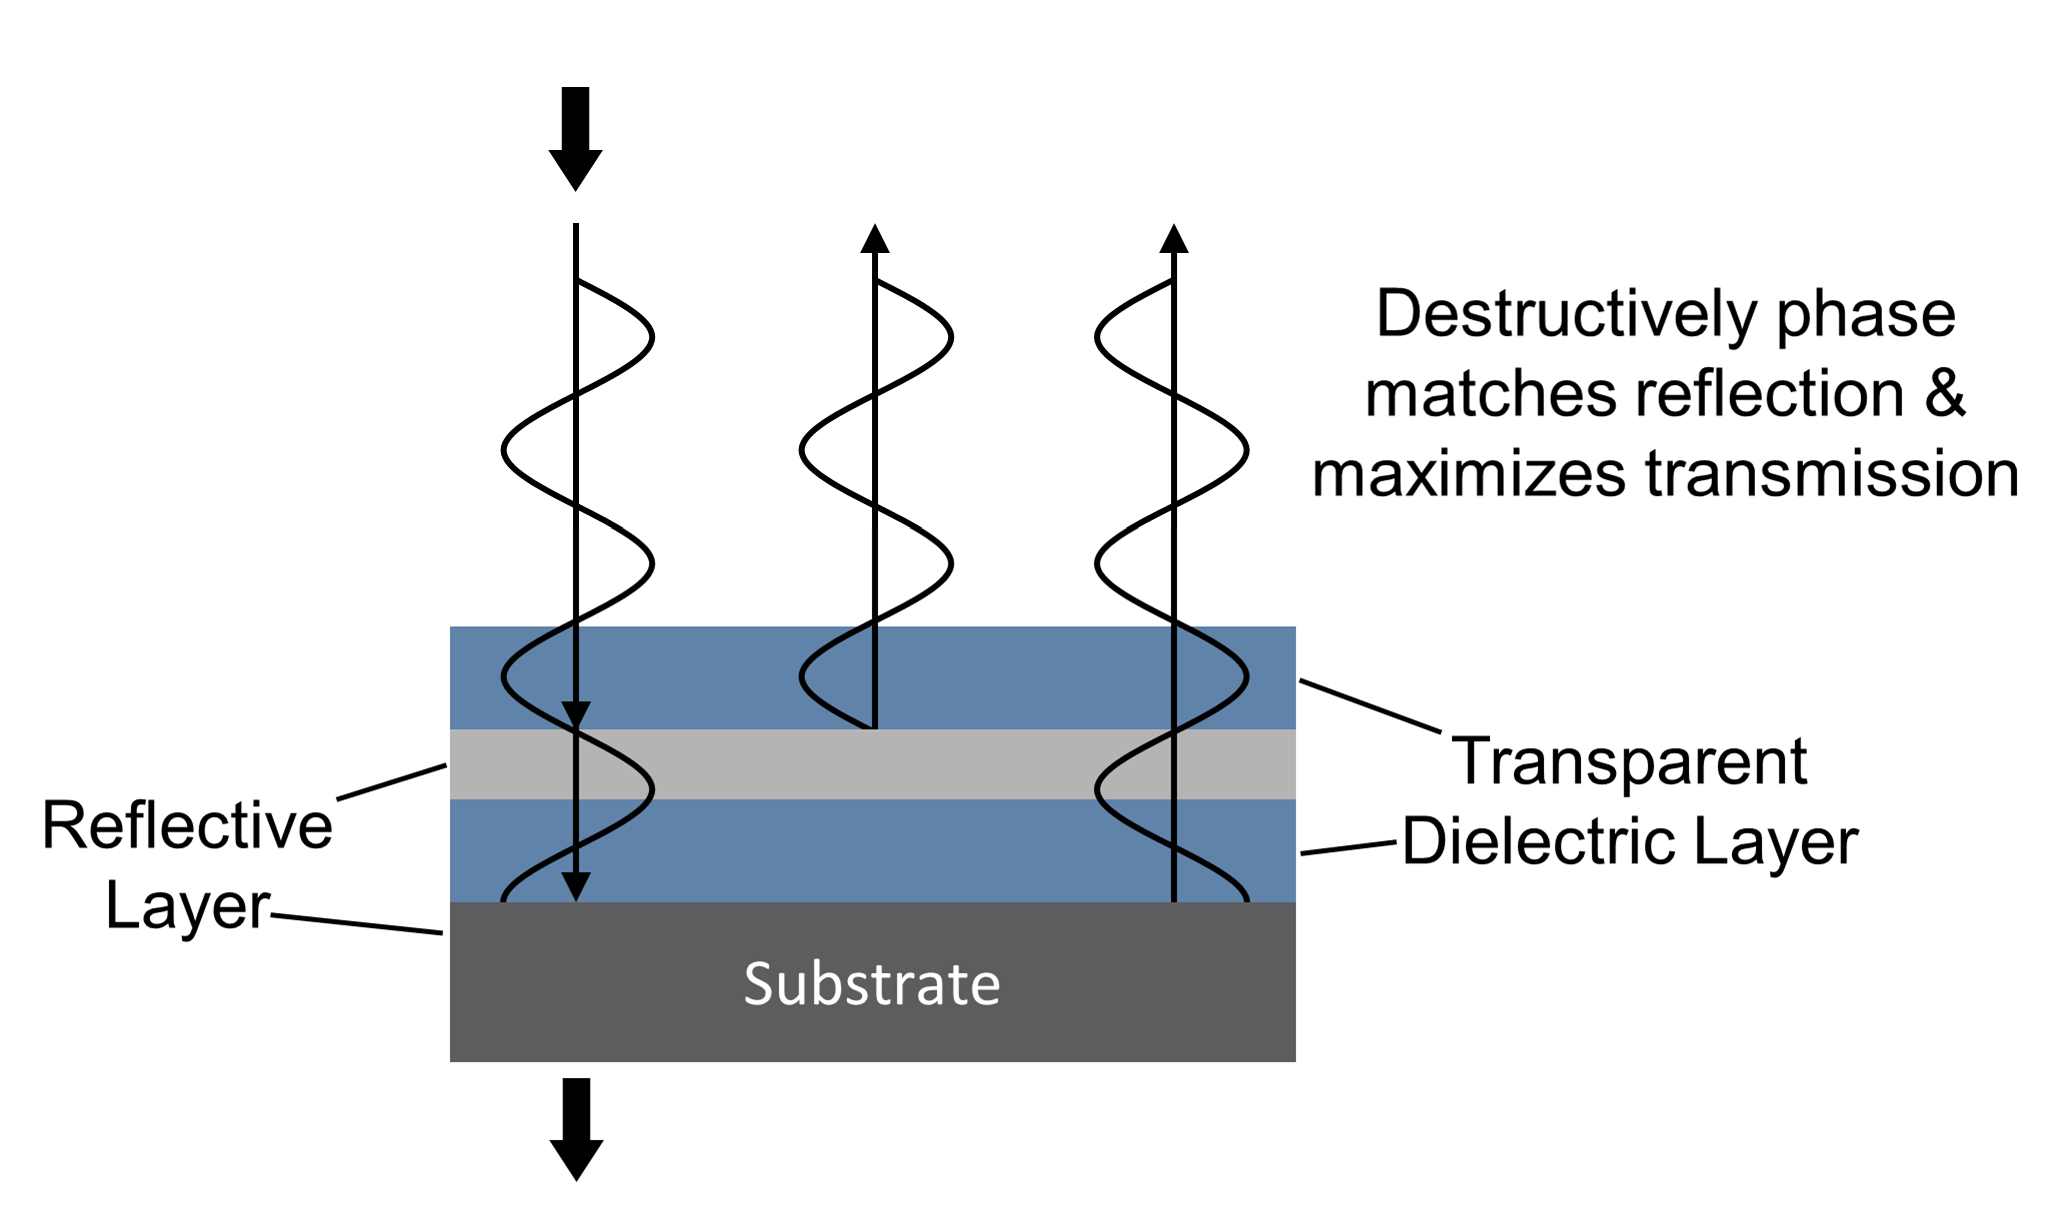 Destructively phase
matches reflection &
maximizes transmission
Transparent
Dielectric Layer
Reflective
Layer
Substrate